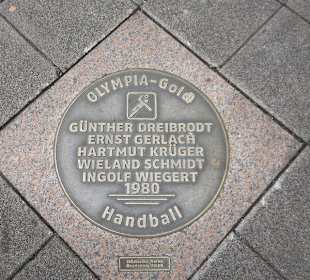 OLYMPIA-Gold
GÜNTHER DREIBRODT
ERNST GERLACH
HARTMUT KRÜGER
WIELAND SCHMIDT
INGOLF WIEGERT
1980
Handball